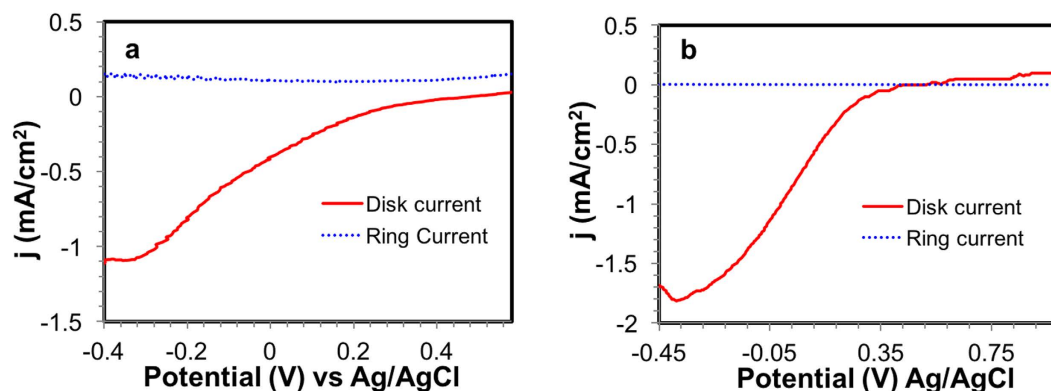 a
0.5
0
-0.5
-1
-1.5
j (mA/cm²)
Disk current
Ring Current
-0.4 -0.2 0 0.2 0.4
Potential (V) vs Ag/AgCl
b
0.5
0
-0.5
-1
-1.5
-2
j (mA/cm²)
Disk current
Ring current
-0.45 -0.05 0.35 0.75
Potential (V) Ag/AgCl